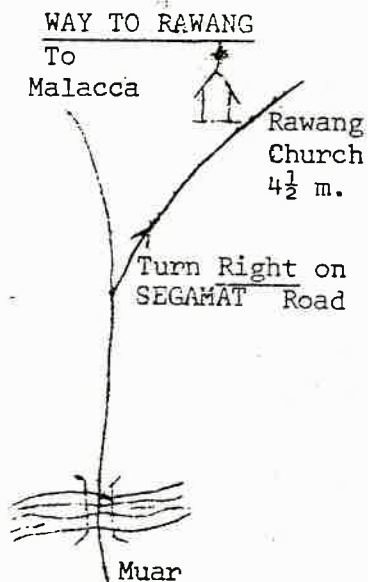 WAY TO RAWANG
To
Malacca
Rawang
Church
4½ m.
Turn Right on
SEGAMAT Road
Muar